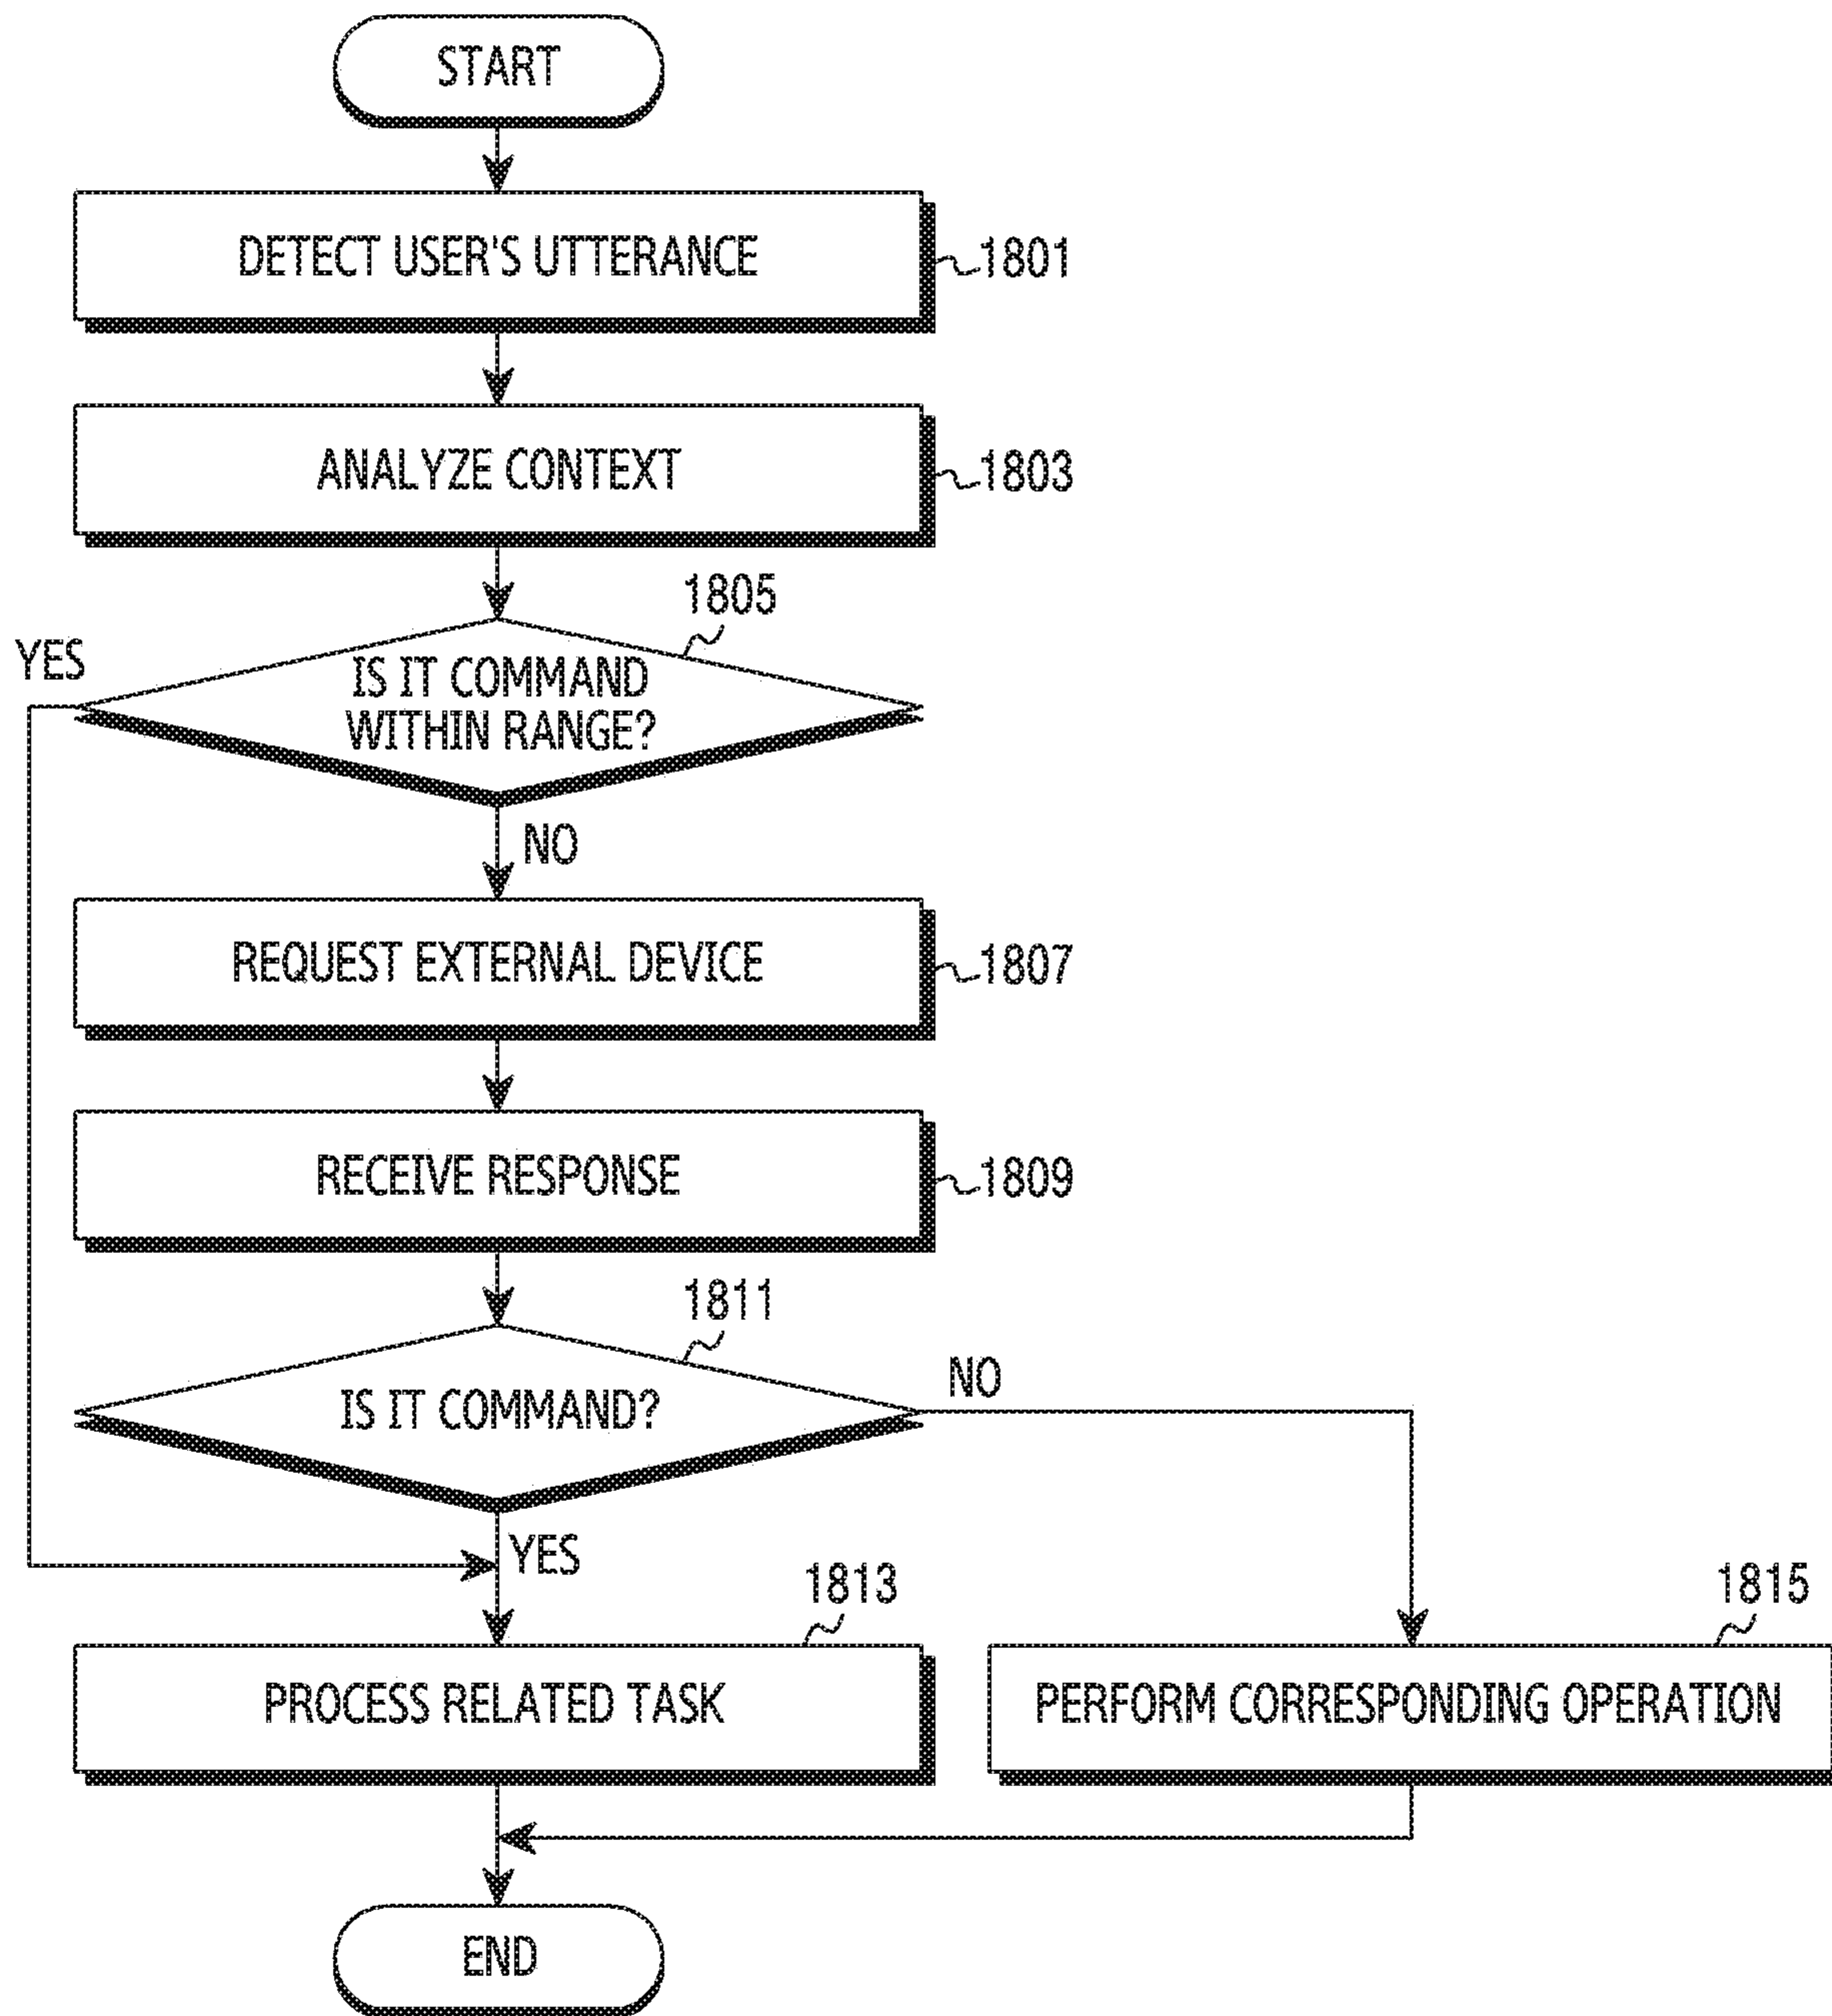 START
DETECT USER'S UTTERANCE
1801
ANALYZE CONTEXT
1803
1805
YES
IS IT COMMAND
WITHIN RANGE?
NO
REQUEST EXTERNAL DEVICE
1807
RECEIVE RESPONSE
1809
1811
IS IT COMMAND?
NO
YES
1813
1815
PROCESS RELATED TASK
PERFORM CORRESPONDING OPERATION
END